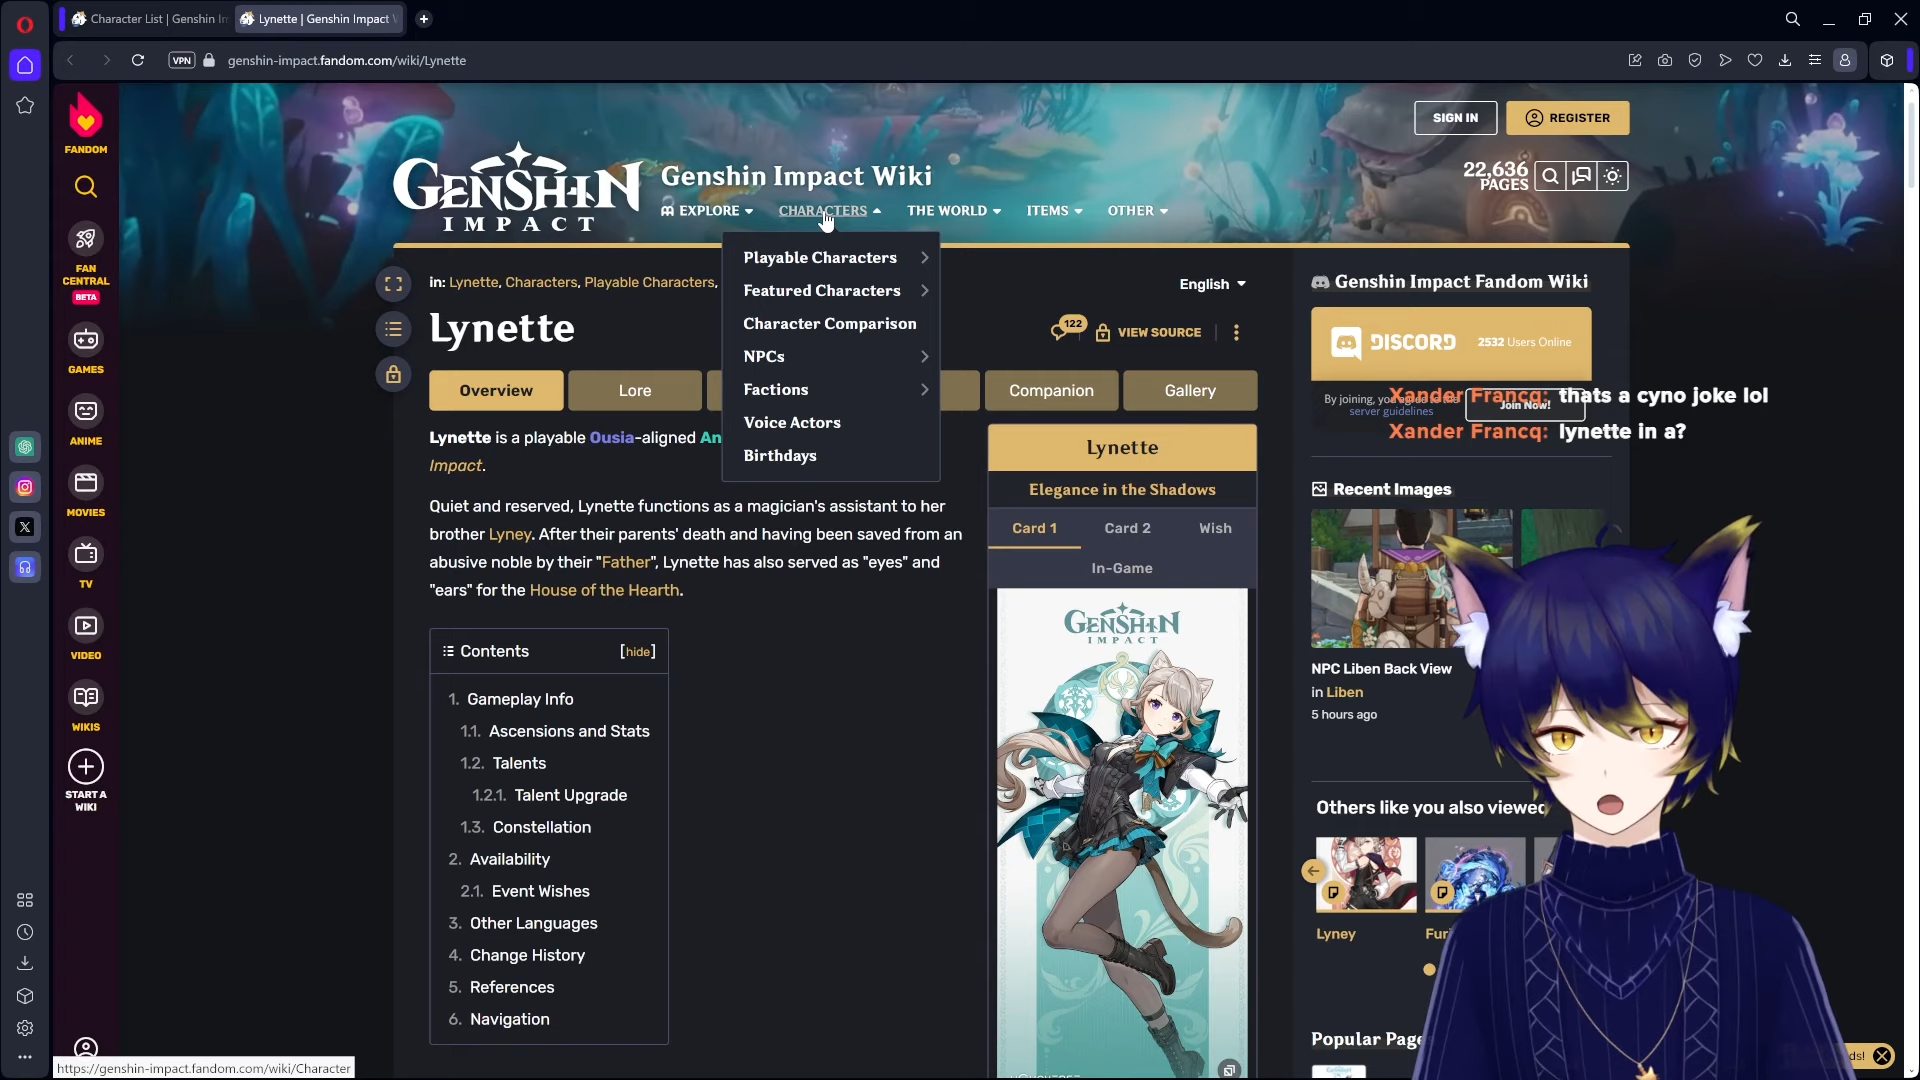 Character List | Genshin Im
Lynette | Genshin Impact
VPN
genshin-impact.fandom.com/wiki/Lynette
FANDOM
FAN CENTRAL
BETA
GAMES
ANIME
MOVIES
TV
VIDEO
WIKIS
START A WIKI
SIGN IN
REGISTER
GENSHIN IMPACT
Genshin Impact Wiki
22,636 PAGES
EXPLORE
CHARACTERS
THE WORLD
ITEMS
OTHER
Playable Characters
Featured Characters
Character Comparison
NPCs
Factions
Voice Actors
Birthdays
in: Lynette, Characters, Playable Characters,
English
Lynette
122
VIEW SOURCE
Overview
Lore
Companion
Gallery
Lynette is a playable Ousia-aligned An
Impact.
Quiet and reserved, Lynette functions as a magician's assistant to her
brother Lyney. After their parents' death and having been saved from an
abusive noble by their "Father", Lynette has also served as "eyes" and
"ears" for the House of the Hearth.
Contents [hide]
1. Gameplay Info
1.1. Ascensions and Stats
1.2. Talents
1.2.1. Talent Upgrade
1.3. Constellation
2. Availability
2.1. Event Wishes
3. Other Languages
4. Change History
5. References
6. Navigation
Lynette
Elegance in the Shadows
Card 1
Card 2
Wish
In-Game
GENSHIN
IMPACT
Genshin Impact Fandom Wiki
DISCORD
2532 Users Online
By joining, you agree to the
server guidelines
Join Now!
Xander Francq: thats a cyno joke lol
Xander Francq: lynette in a?
Recent Images
NPC Liben Back View
in Liben
5 hours ago
Others like you also viewed
Lyney
Fur
Popular Page
ds!
https://genshin-impact.fandom.com/wiki/Character